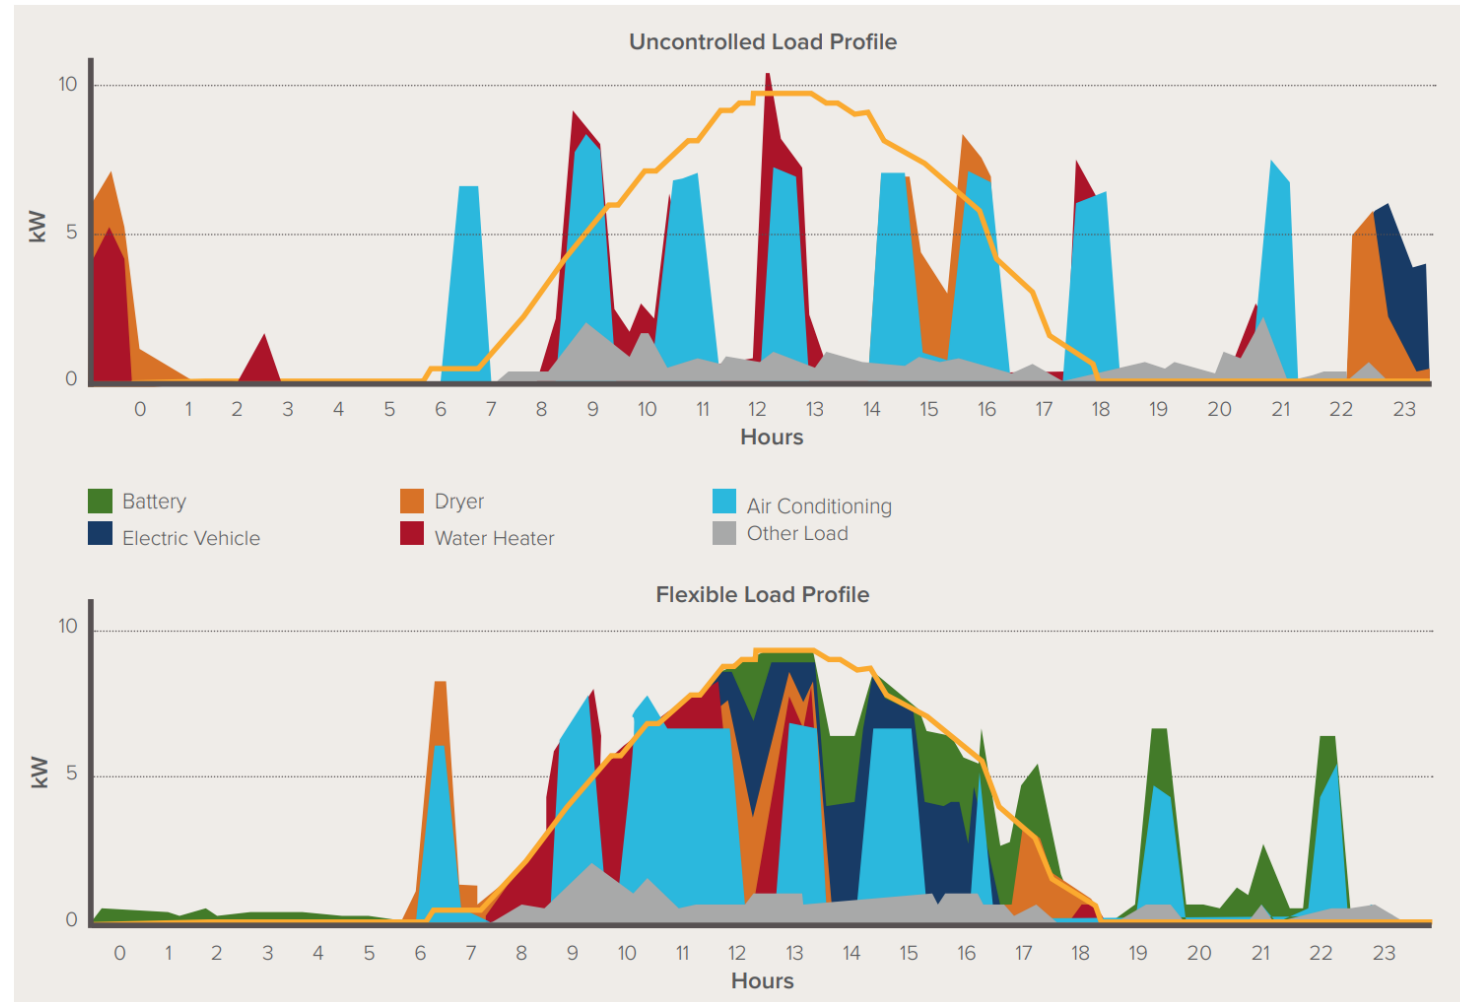 Uncontrolled Load Profile
10
5
0
kW
0 1 2 3 4 5 6 7 8 9 10 11 12 13 14 15 16 17 18 19 20 21 22 23
Hours
Battery Dryer Air Conditioning
Electric Vehicle Water Heater Other Load
Flexible Load Profile
10
5
0
kW
0 1 2 3 4 5 6 7 8 9 10 11 12 13 14 15 16 17 18 19 20 21 22 23
Hours